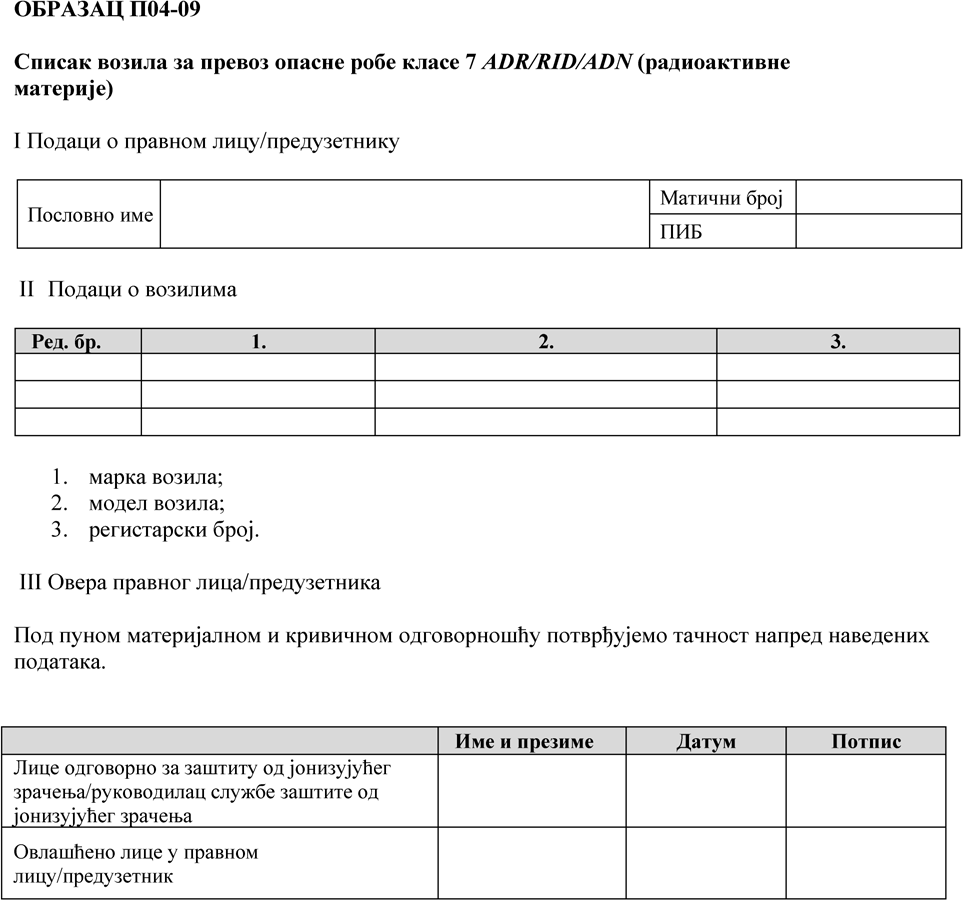 ОБРАЗАЦ П04-09
Списак возила за превоз опасне робе класе 7 ADR/RID/ADN (радиоактивне
материје)
I Подаци о правном лицу/предузетнику
Пословно име
Матични број
ПИБ
II Подаци о возилима
Ред. бр. 1. 2. 3.
1. марка возила;
2. модел возила;
3. регистарски број.
III Овера правног лица/предузетника
Под пуном материјалном и кривичном одговорношћу потврђујемо тачност напред наведених
података.
Име и презиме Датум Потпис
Лице одговорно за заштиту од јонизујућег
зрачења/руководилац службе заштите од
јонизујућег зрачења
Овлашћено лице у правном
лицу/предузетник